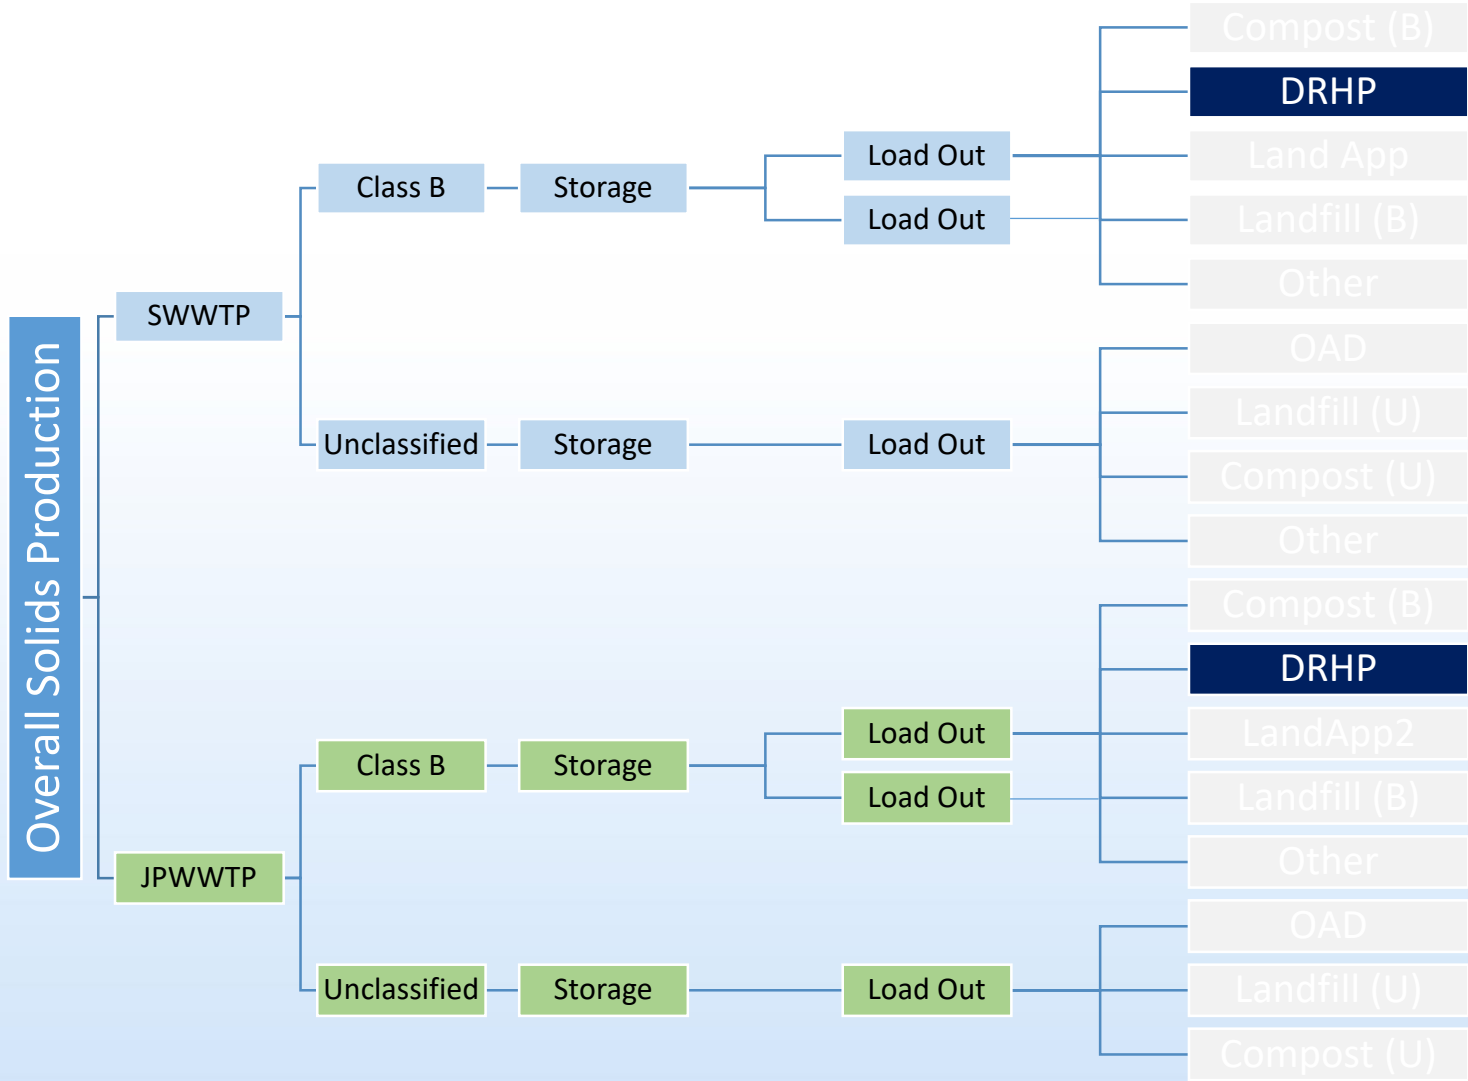 Overall Solids Production
SWWTP
Class B
Storage
Load Out
Load Out
Compost (B)
DRHP
Land App
Landfill (B)
Other
Unclassified
Storage
Load Out
OAD
Landfill (U)
Compost (U)
Other
JPWWTP
Class B
Storage
Load Out
Load Out
Compost (B)
DRHP
LandApp2
Landfill (B)
Other
Unclassified
Storage
Load Out
OAD
Landfill (U)
Compost (U)